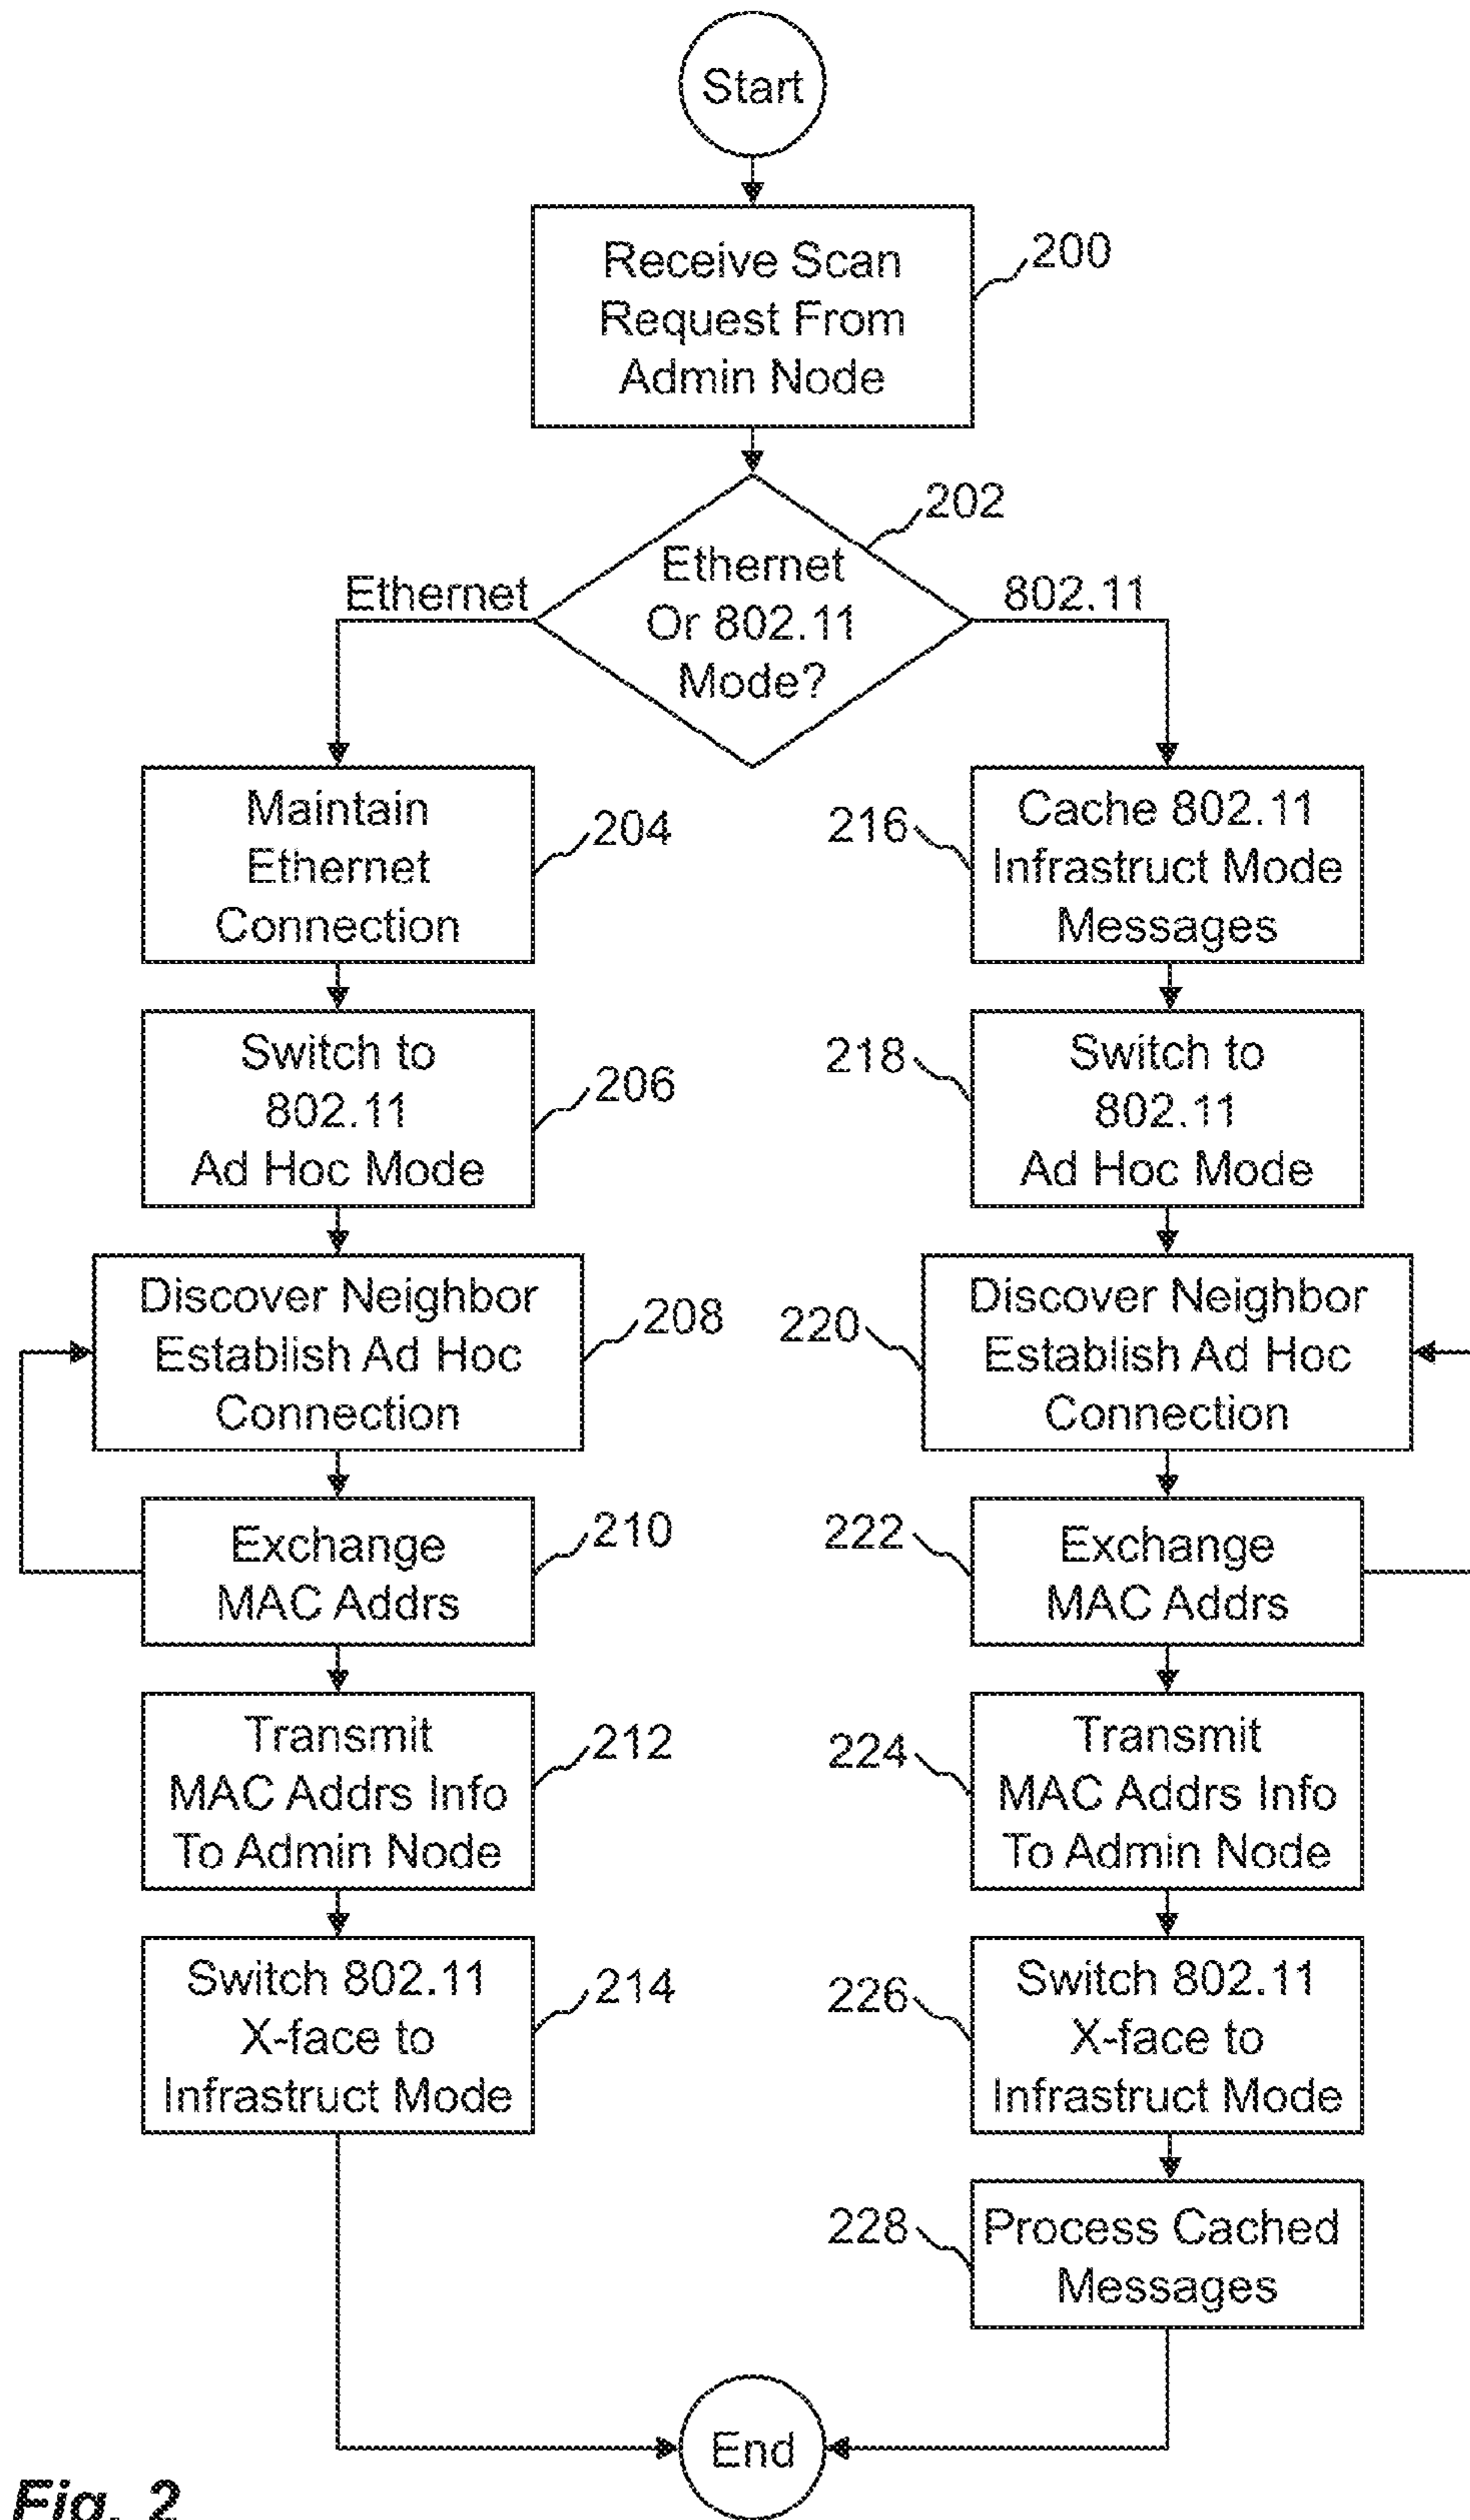 Start
Receive Scan
Request From
Admin Node
200
202
Ethernet
Or 802.11
Mode?
Ethernet
802.11
Maintain
Ethernet
Connection
204
Switch to
802.11
Ad Hoc Mode
206
Discover Neighbor
Establish Ad Hoc
Connection
208
Exchange
MAC Addrs
210
Transmit
MAC Addrs Info
To Admin Node
212
Switch 802.11
X-face to
Infrastruct Mode
214
216
Cache 802.11
Infrastruct Mode
Messages
218
Switch to
802.11
Ad Hoc Mode
220
Discover Neighbor
Establish Ad Hoc
Connection
222
Exchange
MAC Addrs
224
Transmit
MAC Addrs Info
To Admin Node
226
Switch 802.11
X-face to
Infrastruct Mode
228
Process Cached
Messages
End
Fig. 2